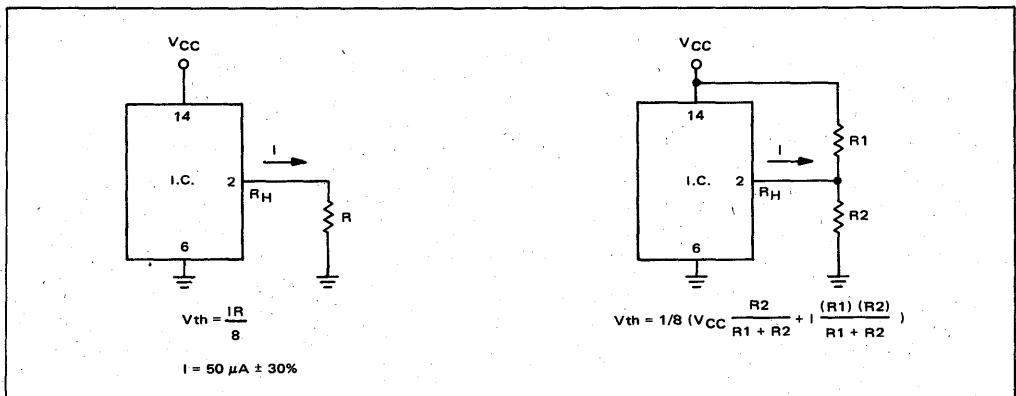 VCC
14
I
I.C.
2
RH
R
6
Vth = IR/8
I = 50 μA ± 30%
VCC
14
R1
I
I.C.
2
RH
R2
6
Vth = 1/8 (VCC R2/R1 + R2 + I (R1) (R2)/R1 + R2 )